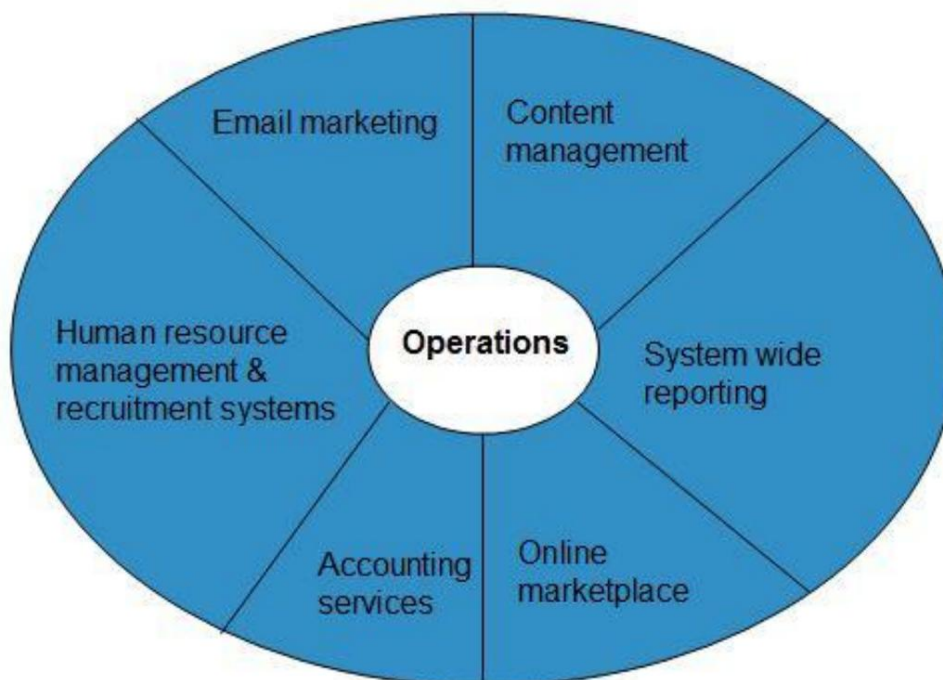 Email marketing
Content
management
Human resource
management &
recruitment systems
Operations
System wide
reporting
Accounting
services
Online
marketplace